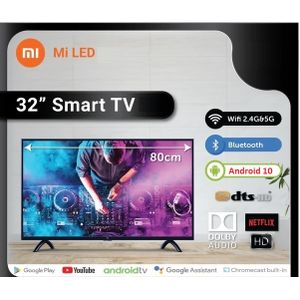 mi Mi LED
32” Smart TV
Wifi 2.4G&5G
Bluetooth
80cm
Android 10
dts-HD
DOLBY
AUDIO
NETFLIX
HD
Google Play YouTube androidtv Google Assistant Chromecast built-in